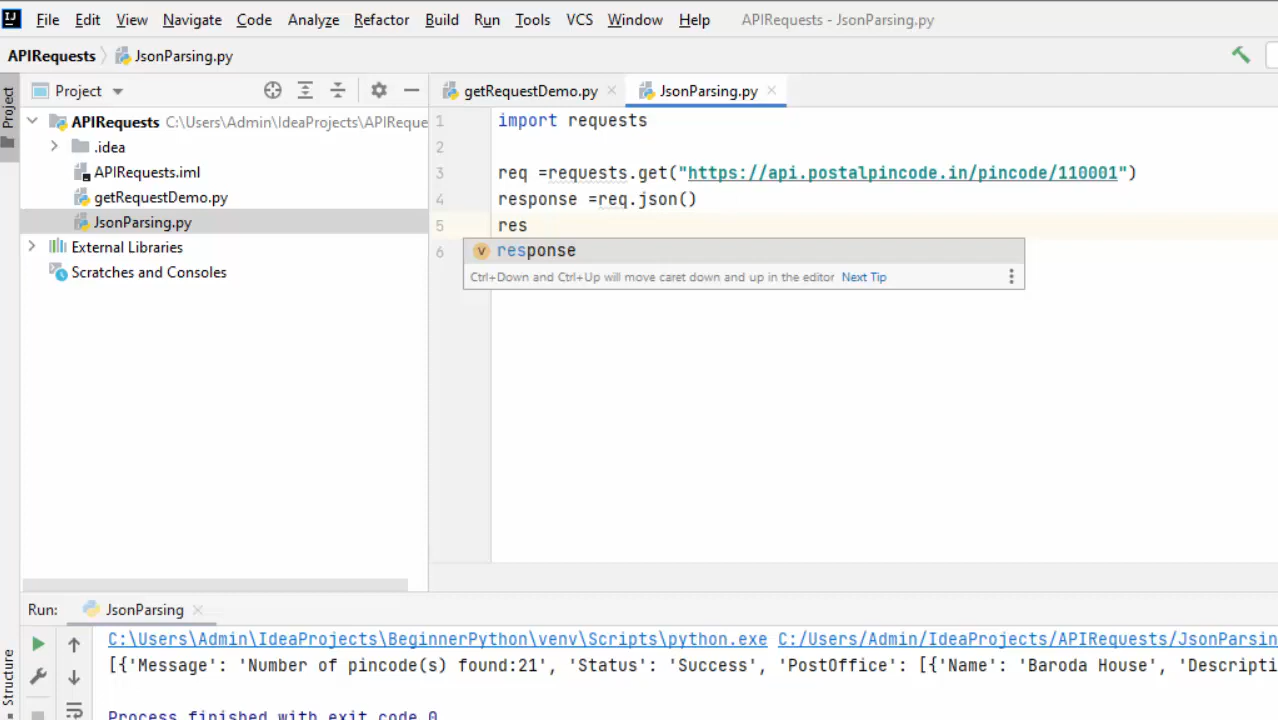 File Edit View Navigate Code Analyze Refactor Build Run Tools VCS Window Help APIRequests - JsonParsing.py
APIRequests JsonParsing.py
Project
Project
APIRequests C:\Users\Admin\IdeaProjects\APIReque
.idea
APIRequests.iml
getRequestDemo.py
JsonParsing.py
External Libraries
Scratches and Consoles
getRequestDemo.py JsonParsing.py
1 import requests
2
3 req =requests.get("https://api.postalpincode.in/pincode/110001")
4 response =req.json()
5 res
6
v response
Ctrl+Down and Ctrl+Up will move caret down and up in the editor Next Tip
Run: JsonParsing
Structure
C:\Users\Admin\IdeaProjects\BeginnerPython\venv\Scripts\python.exe C:/Users/Admin/IdeaProjects/APIRequests/JsonParsin
[{'Message': 'Number of pincode(s) found:21', 'Status': 'Success', 'PostOffice': [{'Name': 'Baroda House', 'Descripti
Process finished with exit code 0